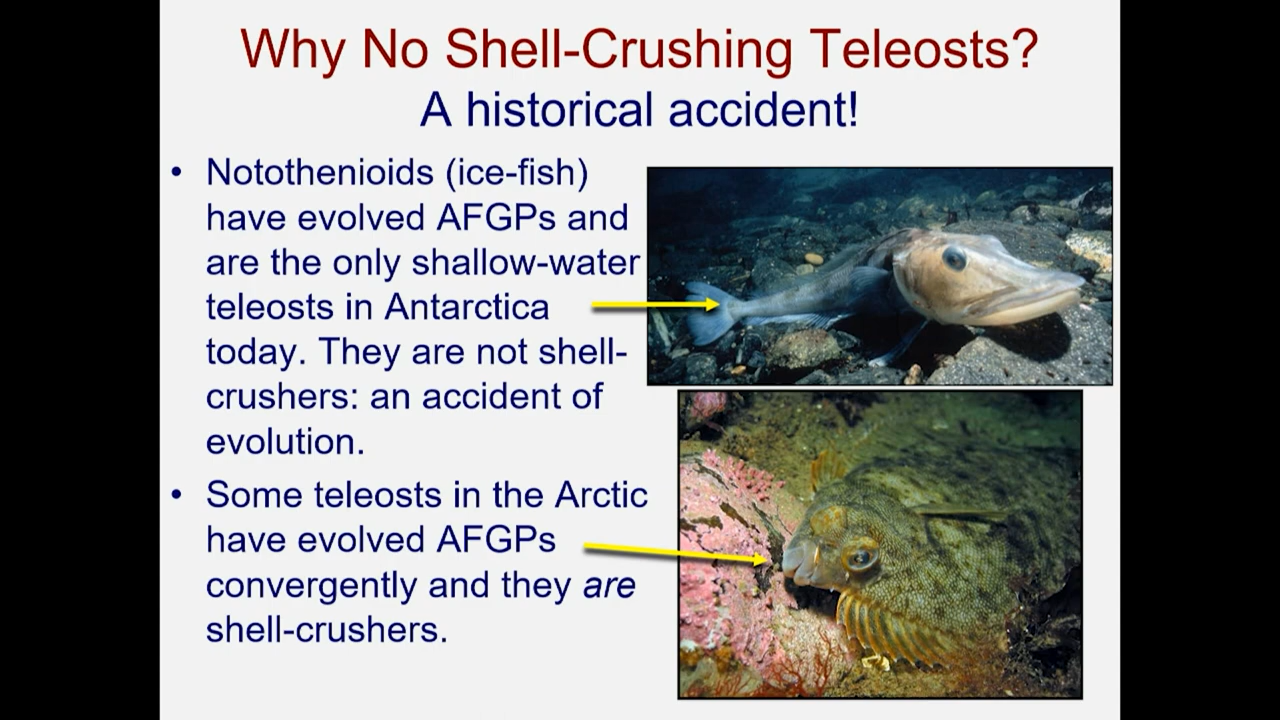 Why No Shell-Crushing Teleosts?
A historical accident!
• Notothenioids (ice-fish)
have evolved AFGPs and
are the only shallow-water
teleosts in Antarctica
today. They are not shell-
crushers: an accident of
evolution.
• Some teleosts in the Arctic
have evolved AFGPs
convergently and they are
shell-crushers.